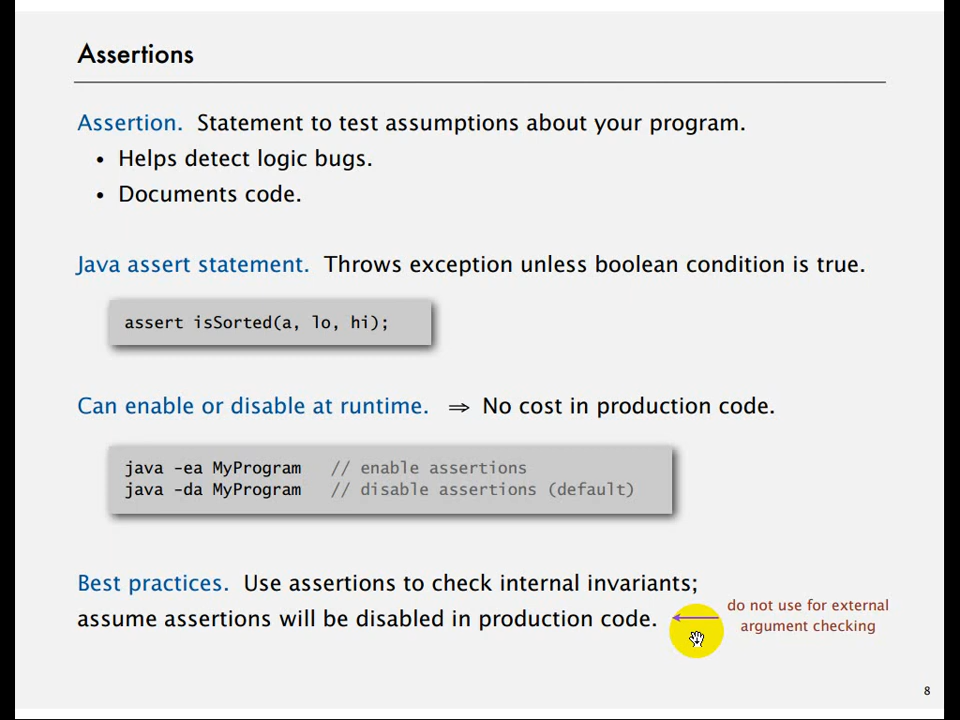 Assertions
Assertion. Statement to test assumptions about your program.
• Helps detect logic bugs.
• Documents code.
Java assert statement. Throws exception unless boolean condition is true.
assert isSorted(a, lo, hi);
Can enable or disable at runtime. ⇒ No cost in production code.
java -ea MyProgram // enable assertions
java -da MyProgram // disable assertions (default)
Best practices. Use assertions to check internal invariants;
assume assertions will be disabled in production code.
do not use for external
argument checking
8